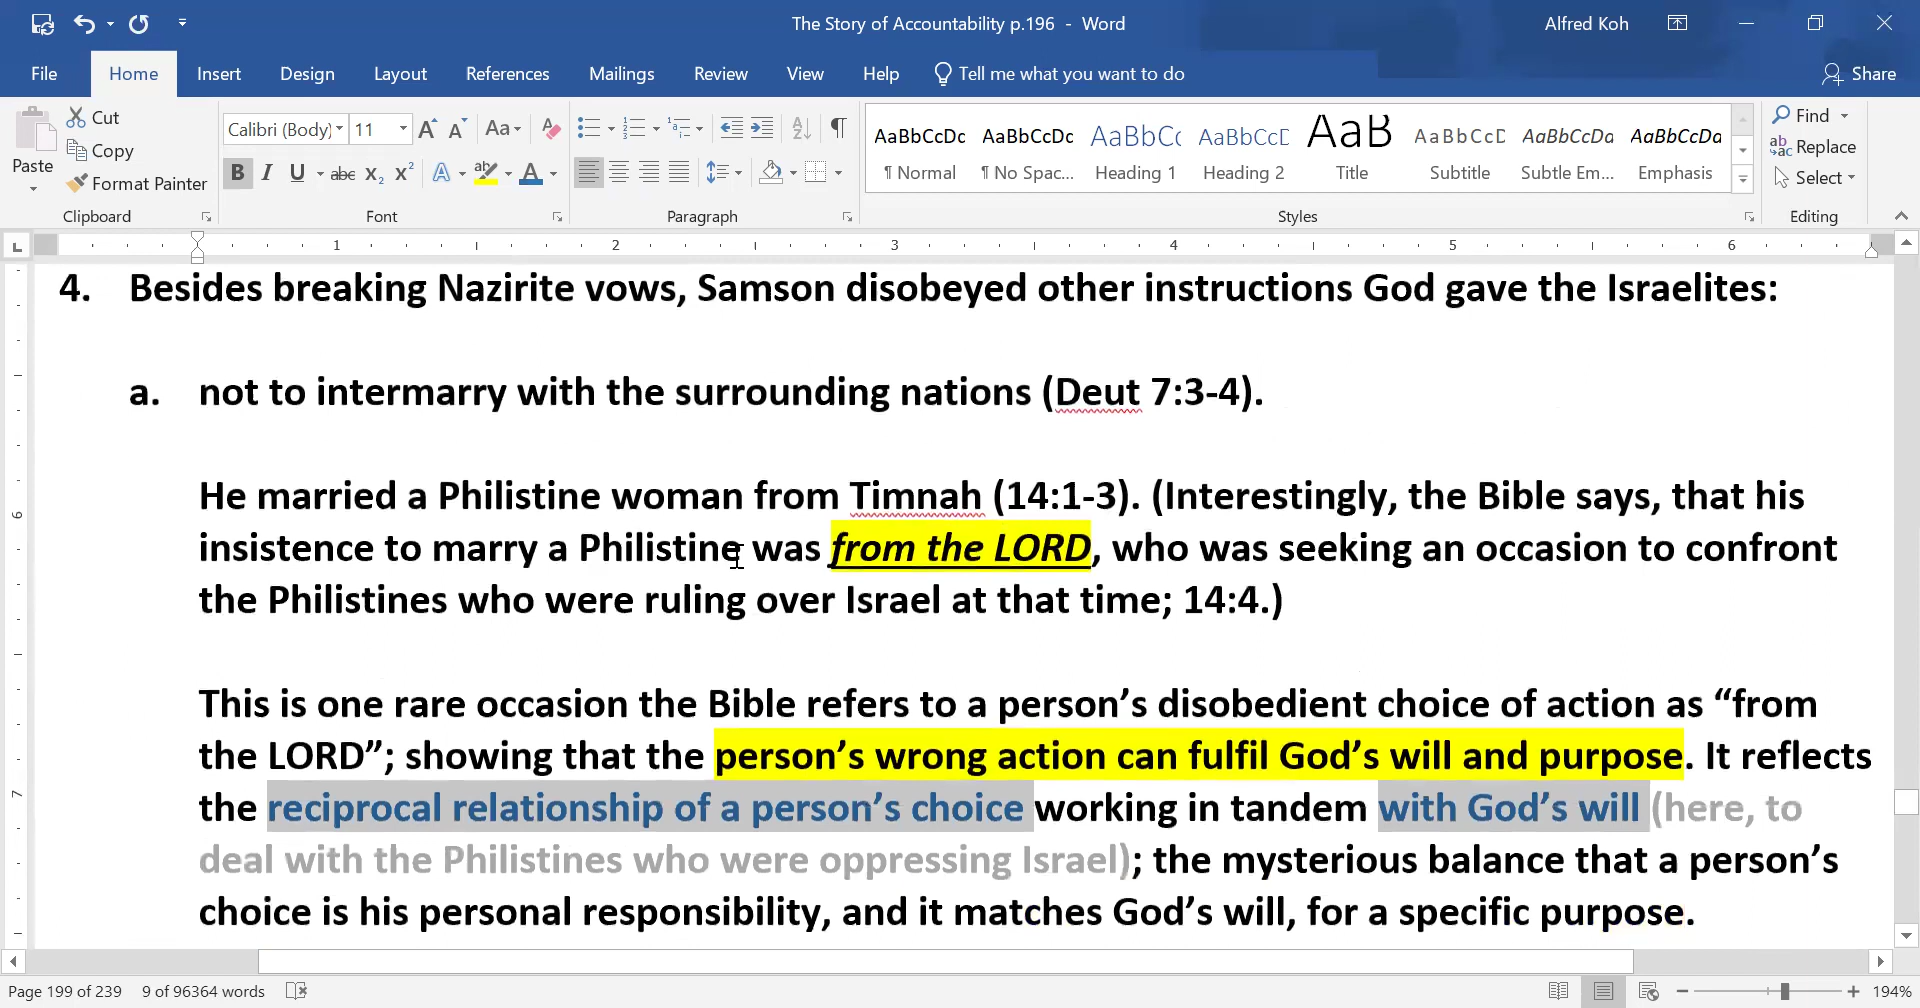 The Story of Accountability p.196 - Word
Alfred Koh
File Home Insert Design Layout References Mailings Review View Help Tell me what you want to do Share
Paste
Cut
Copy
Format Painter
Clipboard
Calibri (Body) 11
Font
Paragraph
AaBbCcDc AaBbCcDc AaBbCc AaBbCcD AaB AaBbCcD AaBbCcDa AaBbCcDa
¶ Normal ¶ No Spac... Heading 1 Heading 2 Title Subtitle Subtle Em... Emphasis
Styles
Find
Replace
Select
Editing
1 2 3 4 5 6
4. Besides breaking Nazirite vows, Samson disobeyed other instructions God gave the Israelites:
a. not to intermarry with the surrounding nations (Deut 7:3-4).
He married a Philistine woman from Timnah (14:1-3). (Interestingly, the Bible says, that his
insistence to marry a Philistine was from the LORD, who was seeking an occasion to confront
the Philistines who were ruling over Israel at that time; 14:4.)
This is one rare occasion the Bible refers to a person’s disobedient choice of action as “from
the LORD”; showing that the person’s wrong action can fulfil God’s will and purpose. It reflects
the reciprocal relationship of a person’s choice working in tandem with God’s will (here, to
deal with the Philistines who were oppressing Israel); the mysterious balance that a person’s
choice is his personal responsibility, and it matches God’s will, for a specific purpose.
6
7
Page 199 of 239 9 of 96364 words
194%